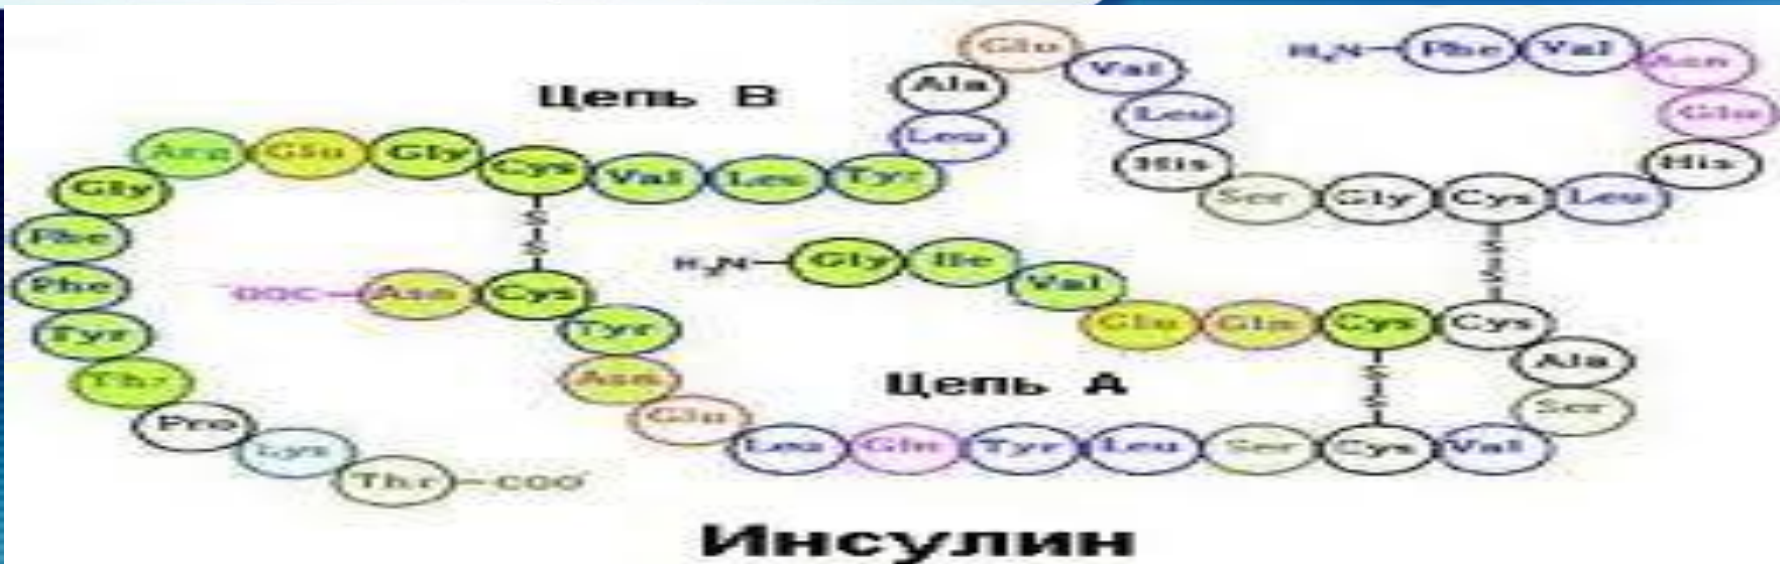 Цепь B
H₃N–Phe Val Asn Gln His Leu Cys Gly Ser His Leu Val Glu Ala Leu Tyr Leu Val Cys Gly Glu Arg Gly Phe Phe Tyr Thr Pro Lys Thr–COO⁻
S
S
S
S
H₃N–Gly Ile Val Glu Gln Cys Cys Ala Ser Val Cys Ser Leu Tyr Gln Leu Glu Asn Tyr Cys Asn–OOC
S
S
Цепь A
Инсулин